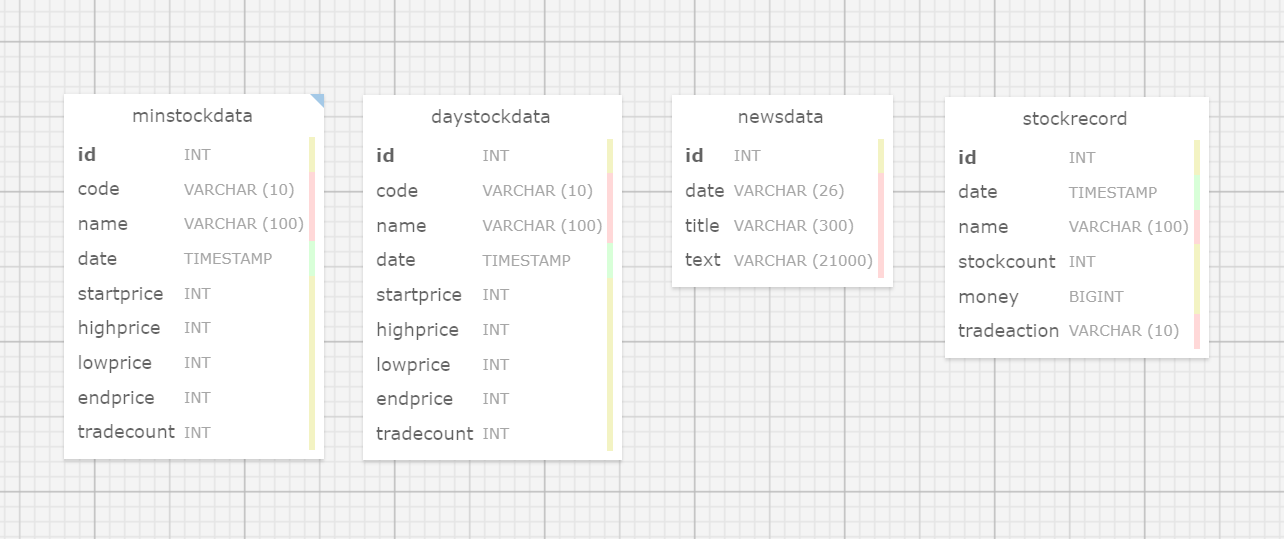 minstockdata
id INT
code VARCHAR (10)
name VARCHAR (100)
date TIMESTAMP
startprice INT
highprice INT
lowprice INT
endprice INT
tradecount INT
daystockdata
id INT
code VARCHAR (10)
name VARCHAR (100)
date TIMESTAMP
startprice INT
highprice INT
lowprice INT
endprice INT
tradecount INT
newsdata
id INT
date VARCHAR (26)
title VARCHAR (300)
text VARCHAR (21000)
stockrecord
id INT
date TIMESTAMP
name VARCHAR (100)
stockcount INT
money BIGINT
tradeaction VARCHAR (10)